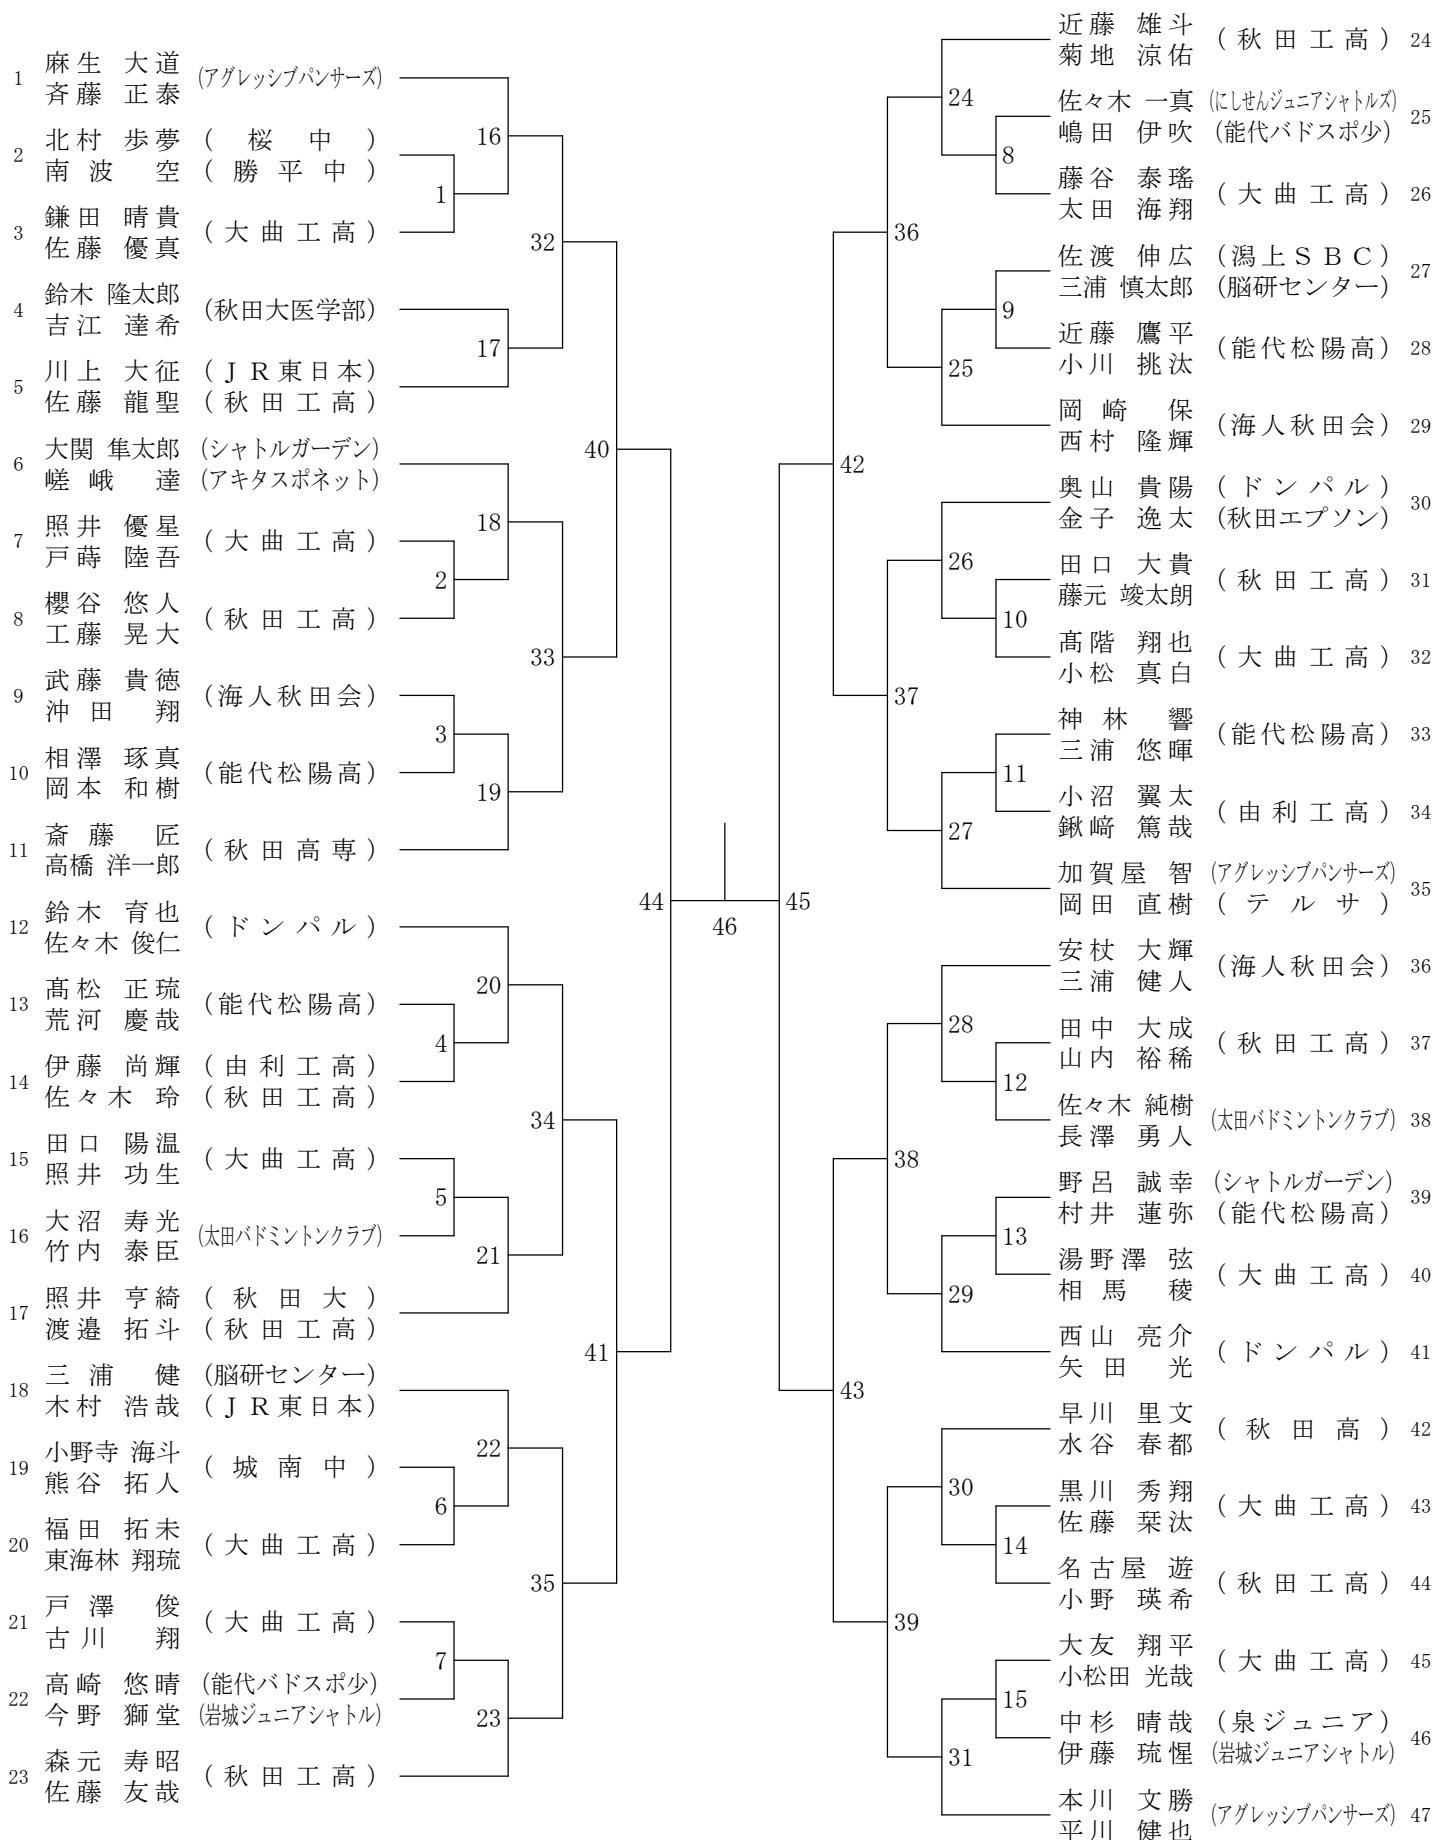 1 麻生 大道 (アグレッシブパンサーズ)
斉藤 正泰
2 北村 歩夢 (桜中)
南波 空 (勝平中)
3 鎌田 晴貴 (大曲工高)
佐藤 優真
4 鈴木 隆太郎 (秋田大医学部)
吉江 達希
5 川上 大征 (JR東日本)
佐藤 龍聖 (秋田工高)
6 大関 隼太郎 (シャトルガーデン)
嵯峨 達 (アキタスポネット)
7 照井 優星 (大曲工高)
戸蒔 陸吾
8 櫻谷 悠人 (秋田工高)
工藤 晃大
9 武藤 貴徳 (海人秋田会)
沖田 翔
10 相澤 琢真 (能代松陽高)
岡本 和樹
11 斎藤 匠 (秋田高専)
高橋 洋一郎
12 鈴木 育也 (ドンパル)
佐々木 俊仁
13 髙松 正琉 (能代松陽高)
荒河 慶哉
14 伊藤 尚輝 (由利工高)
佐々木 玲 (秋田工高)
15 田口 陽温 (大曲工高)
照井 功生
16 大沼 寿光 (太田バドミントンクラブ)
竹内 泰臣
17 照井 亨綺 (秋田大)
渡邉 拓斗 (秋田工高)
18 三浦 健 (脳研センター)
木村 浩哉 (JR東日本)
19 小野寺 海斗 (城南中)
熊谷 拓人
20 福田 拓未 (大曲工高)
東海林 翔琉
21 戸澤 俊 (大曲工高)
古川 翔
22 高崎 悠晴 (能代バドスポ少)
今野 獅堂 (岩城ジュニアシャトル)
23 森元 寿昭 (秋田工高)
佐藤 友哉
16
1
32
17
40
18
2
33
3
19
44
20
4
34
5
21
41
22
6
35
7
23
46
45
24
8
36
9
25
42
26
10
37
11
27
28
12
38
13
29
43
30
14
39
15
31
近藤 雄斗 (秋田工高) 24
菊地 涼佑
佐々木 一真 (にしせんジュニアシャトルズ) 25
嶋田 伊吹 (能代バドスポ少)
藤谷 泰瑤 (大曲工高) 26
太田 海翔
佐渡 伸広 (潟上SBC) 27
三浦 慎太郎 (脳研センター)
近藤 鷹平 (能代松陽高) 28
小川 挑汰
岡崎 保 (海人秋田会) 29
西村 隆輝
奥山 貴陽 (ドンパル) 30
金子 逸太 (秋田エプソン)
田口 大貴 (秋田工高) 31
藤元 竣太朗
髙階 翔也 (大曲工高) 32
小松 真白
神林 響 (能代松陽高) 33
三浦 悠暉
小沼 翼太 (由利工高) 34
鍬﨑 篤哉
加賀屋 智 (アグレッシブパンサーズ) 35
岡田 直樹 (テルサ)
安杖 大輝 (海人秋田会) 36
三浦 健人
田中 大成 (秋田工高) 37
山内 裕稀
佐々木 純樹 (太田バドミントンクラブ) 38
長澤 勇人
野呂 誠幸 (シャトルガーデン) 39
村井 蓮弥 (能代松陽高)
湯野澤 弦 (大曲工高) 40
相馬 稜
西山 亮介 (ドンパル) 41
矢田 光
早川 里文 (秋田高) 42
水谷 春都
黒川 秀翔 (大曲工高) 43
佐藤 栞汰
名古屋 遊 (秋田工高) 44
小野 瑛希
大友 翔平 (大曲工高) 45
小松田 光哉
中杉 晴哉 (泉ジュニア) 46
伊藤 琉惺 (岩城ジュニアシャトル)
本川 文勝 (アグレッシブパンサーズ) 47
平川 健也